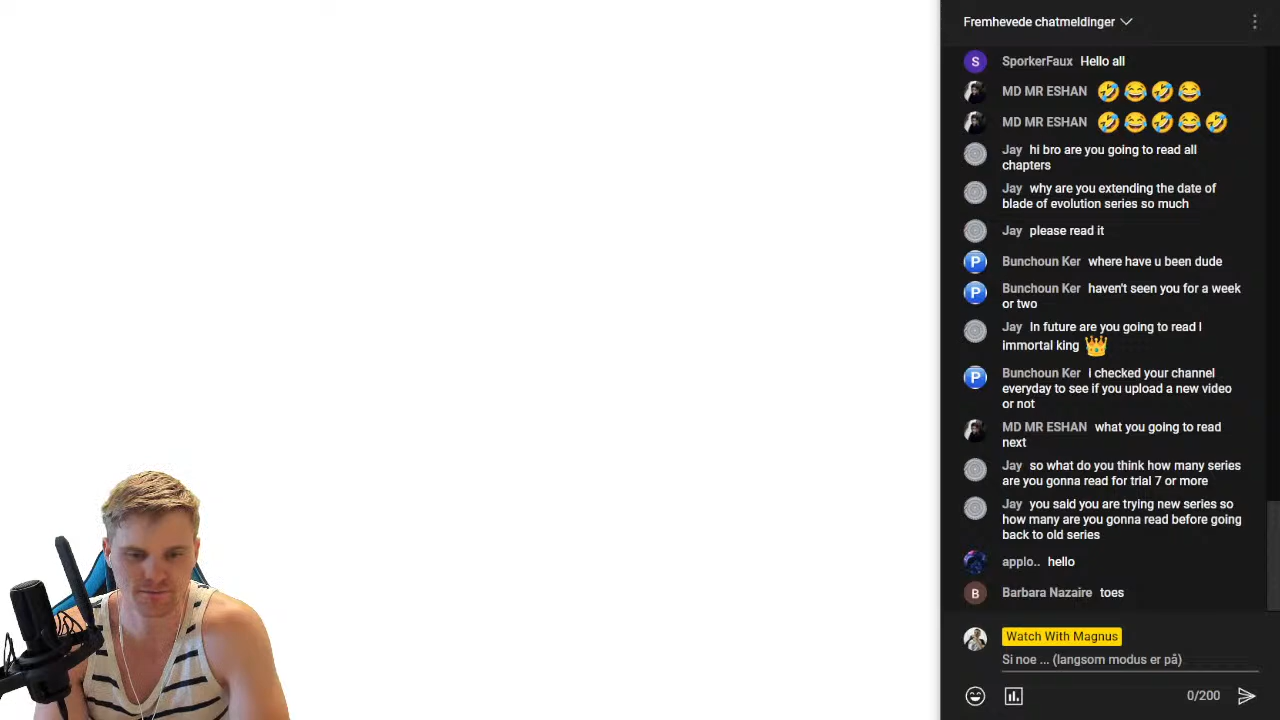 Fremhevede chatmeldinger
SporkerFaux Hello all
MD MR ESHAN 🤣😂🤣😂
MD MR ESHAN 🤣😂🤣😂🤣
Jay hi bro are you going to read all
chapters
Jay why are you extending the date of
blade of evolution series so much
Jay please read it
Bunchoun Ker where have u been dude
Bunchoun Ker haven't seen you for a week
or two
Jay In future are you going to read I
immortal king 👑
Bunchoun Ker I checked your channel
everyday to see if you upload a new video
or not
MD MR ESHAN what you going to read
next
Jay so what do you think how many series
are you gonna read for trial 7 or more
Jay you said you are trying new series so
how many are you gonna read before going
back to old series
applo.. hello
Barbara Nazaire toes
Watch With Magnus
Si noe ... (langsom modus er på)
0/200